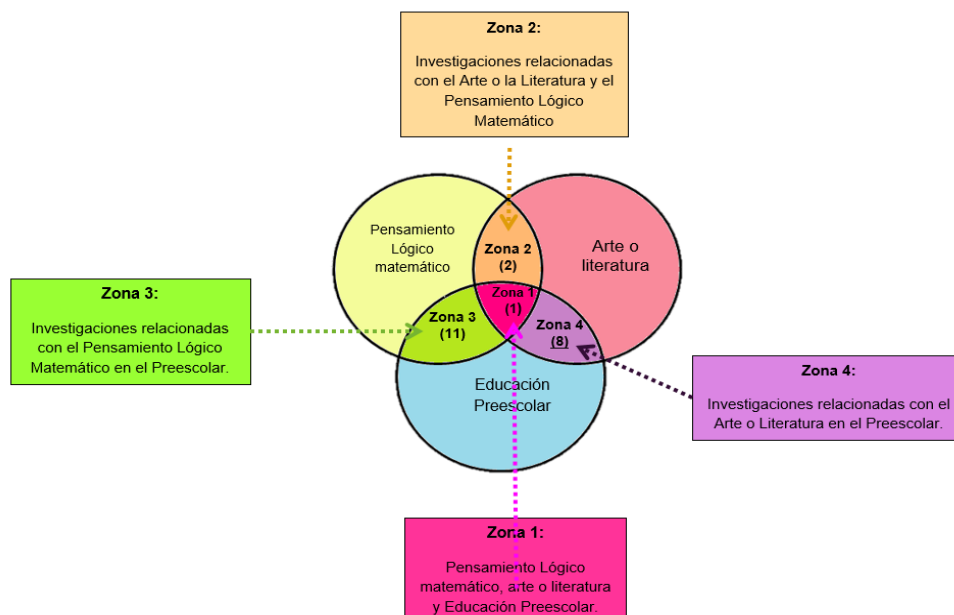 Zona 2:
Investigaciones relacionadas
con el Arte o la Literatura y el
Pensamiento Lógico
Matemático
Pensamiento
Lógico
matemático
Zona 2
(2)
Arte o
literatura
Zona 1
(1)
Zona 3
(11)
Zona 4
(8)
Educación
Preescolar
Zona 3:
Investigaciones relacionadas
con el Pensamiento Lógico
Matemático en el Preescolar.
Zona 4:
Investigaciones relacionadas con el
Arte o Literatura en el Preescolar.
Zona 1:
Pensamiento Lógico
matemático, arte o literatura
y Educación Preescolar.